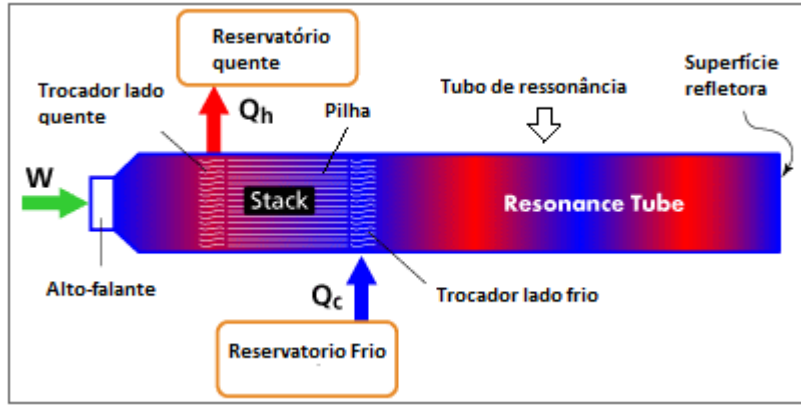 Reservatório
quente
Trocador lado
quente
Qh
Pilha
Tubo de ressonância
Superfície
refletora
W
Stack
Resonance Tube
Alto-falante
Qc
Trocador lado frio
Reservatorio Frio